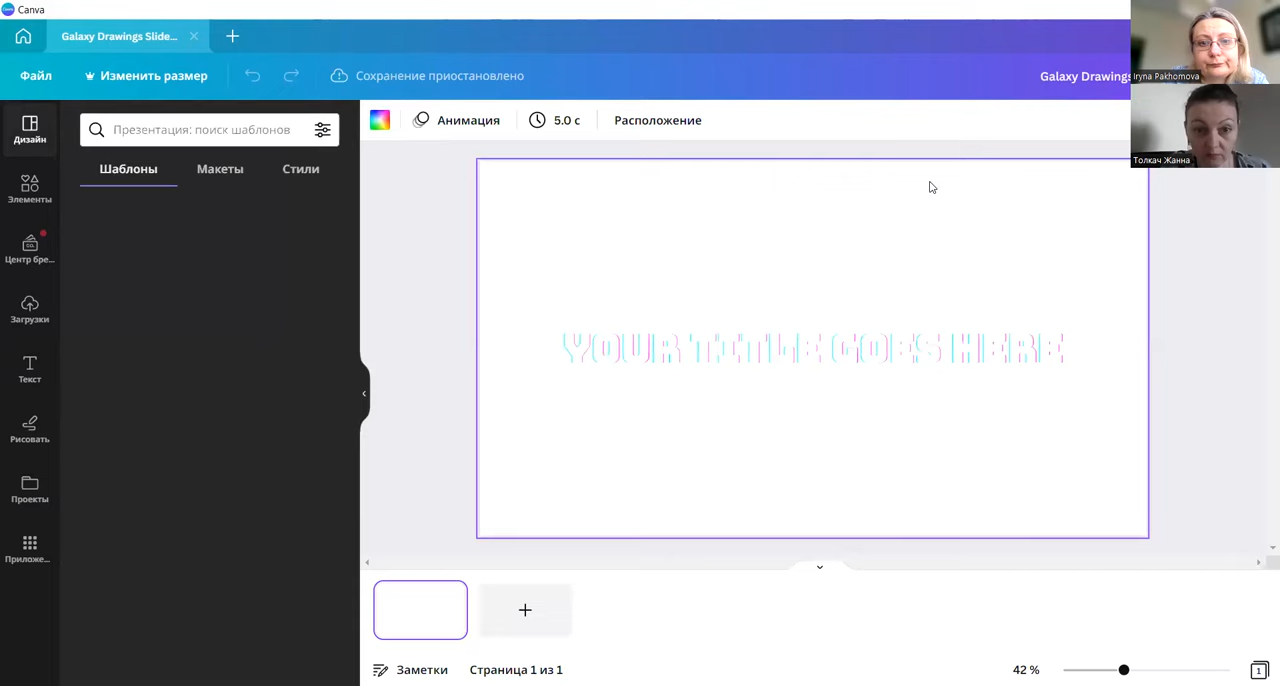 Canva
Galaxy Drawings Slide...
Файл
Изменить размер
Сохранение приостановлено
Galaxy Drawings
Iryna Pakhomova
Толкач Жанна
Дизайн
Элементы
Центр бре...
Загрузки
Текст
Рисовать
Проекты
Приложе...
Презентация: поиск шаблонов
Шаблоны
Макеты
Стили
Анимация
5.0 с
Расположение
YOUR TITLE GOES HERE
Заметки
Страница 1 из 1
42 %
1